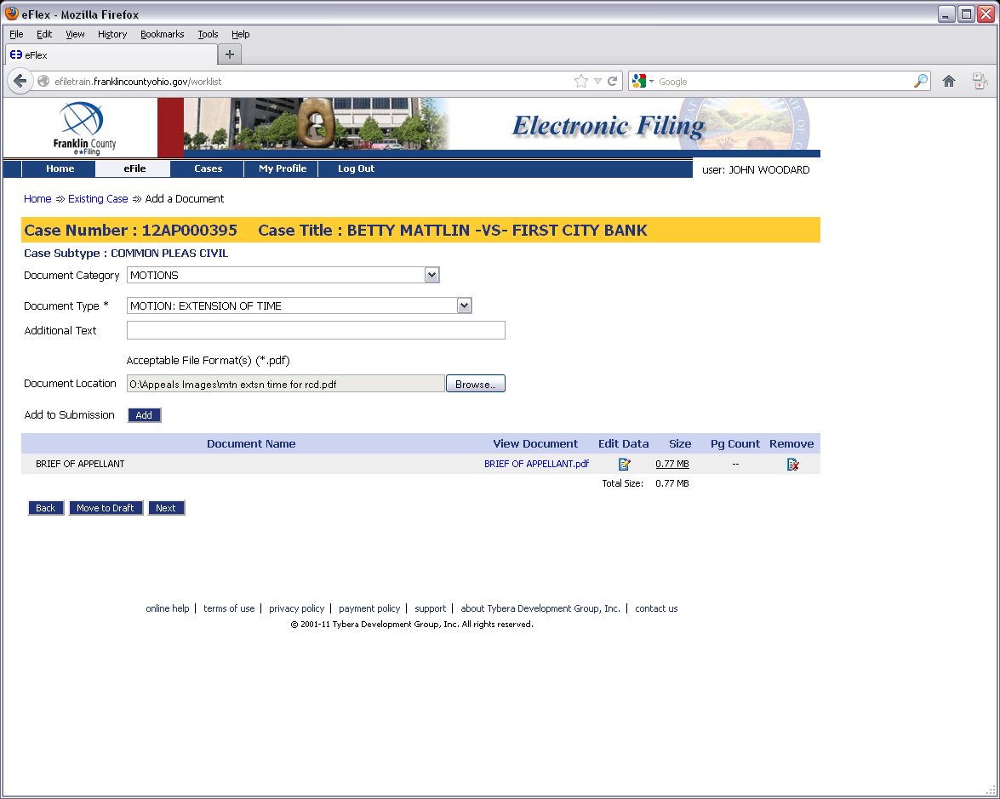 eFlex - Mozilla Firefox
File Edit View History Bookmarks Tools Help
eFlex
efiletrain.franklincountyohio.gov/worklist Google
Franklin County
e★Filing
Electronic Filing
Home eFile Cases My Profile Log Out user: JOHN WOODARD
Home ⇒ Existing Case ⇒ Add a Document
Case Number : 12AP000395 Case Title : BETTY MATTLIN -VS- FIRST CITY BANK
Case Subtype : COMMON PLEAS CIVIL
Document Category MOTIONS
Document Type * MOTION: EXTENSION OF TIME
Additional Text
Acceptable File Format(s) (*.pdf)
Document Location O:\Appeals Images\mtn extsn time for rcd.pdf Browse...
Add to Submission Add
Document Name View Document Edit Data Size Pg Count Remove
BRIEF OF APPELLANT BRIEF OF APPELLANT.pdf 0.77 MB --
Total Size: 0.77 MB
Back Move to Draft Next
online help | terms of use | privacy policy | payment policy | support | about Tybera Development Group, Inc. | contact us
© 2001-11 Tybera Development Group, Inc. All rights reserved.